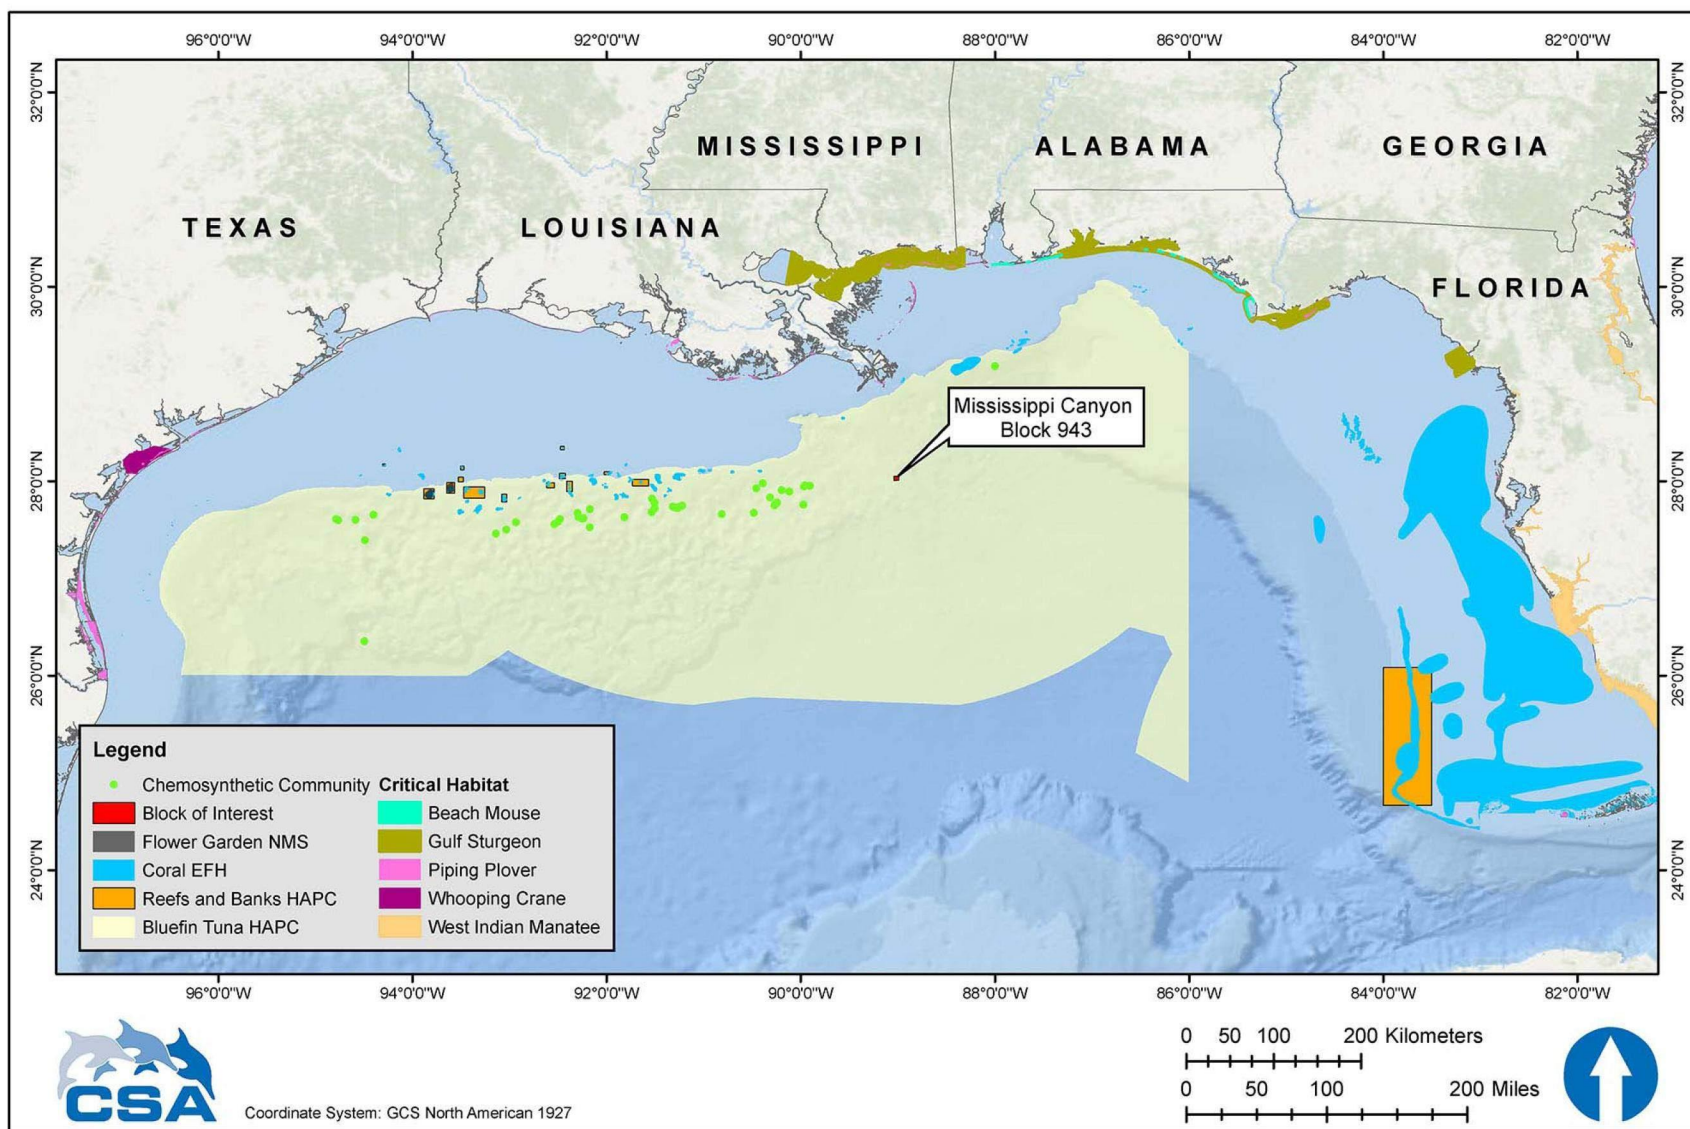 96°0'0"W 94°0'0"W 92°0'0"W 90°0'0"W 88°0'0"W 86°0'0"W 84°0'0"W 82°0'0"W
32°0'0"N 32°0'0"N
MISSISSIPPI ALABAMA GEORGIA
TEXAS LOUISIANA
30°0'0"N FLORIDA 30°0'0"N
Mississippi Canyon
Block 943
28°0'0"N 28°0'0"N
26°0'0"N 26°0'0"N
24°0'0"N 24°0'0"N
Legend
Chemosynthetic Community
Block of Interest
Flower Garden NMS
Coral EFH
Reefs and Banks HAPC
Bluefin Tuna HAPC
Critical Habitat
Beach Mouse
Gulf Sturgeon
Piping Plover
Whooping Crane
West Indian Manatee
96°0'0"W 94°0'0"W 92°0'0"W 90°0'0"W 88°0'0"W 86°0'0"W 84°0'0"W 82°0'0"W
CSA
Coordinate System: GCS North American 1927
0 50 100 200 Kilometers
0 50 100 200 Miles